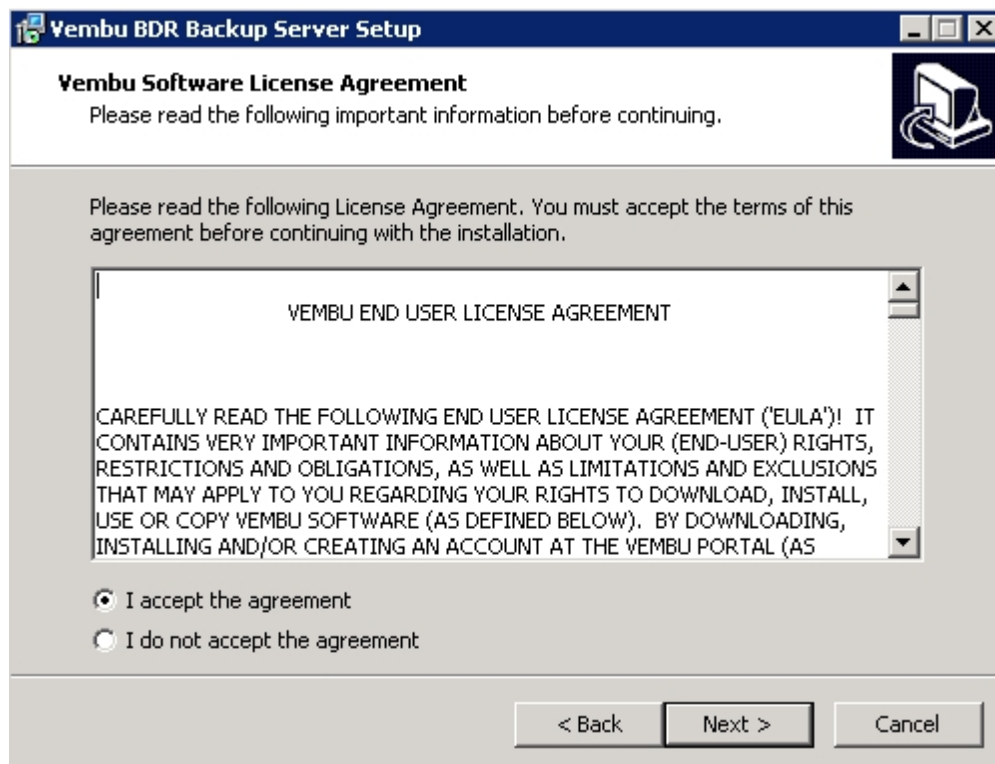 Vembu BDR Backup Server Setup
Vembu Software License Agreement
Please read the following important information before continuing.
Please read the following License Agreement. You must accept the terms of this
agreement before continuing with the installation.
VEMBU END USER LICENSE AGREEMENT
CAREFULLY READ THE FOLLOWING END USER LICENSE AGREEMENT ('EULA')!  IT
CONTAINS VERY IMPORTANT INFORMATION ABOUT YOUR (END-USER) RIGHTS,
RESTRICTIONS AND OBLIGATIONS, AS WELL AS LIMITATIONS AND EXCLUSIONS
THAT MAY APPLY TO YOU REGARDING YOUR RIGHTS TO DOWNLOAD, INSTALL,
USE OR COPY VEMBU SOFTWARE (AS DEFINED BELOW).  BY DOWNLOADING,
INSTALLING AND/OR CREATING AN ACCOUNT AT THE VEMBU PORTAL (AS
I accept the agreement
I do not accept the agreement
< Back
Next >
Cancel